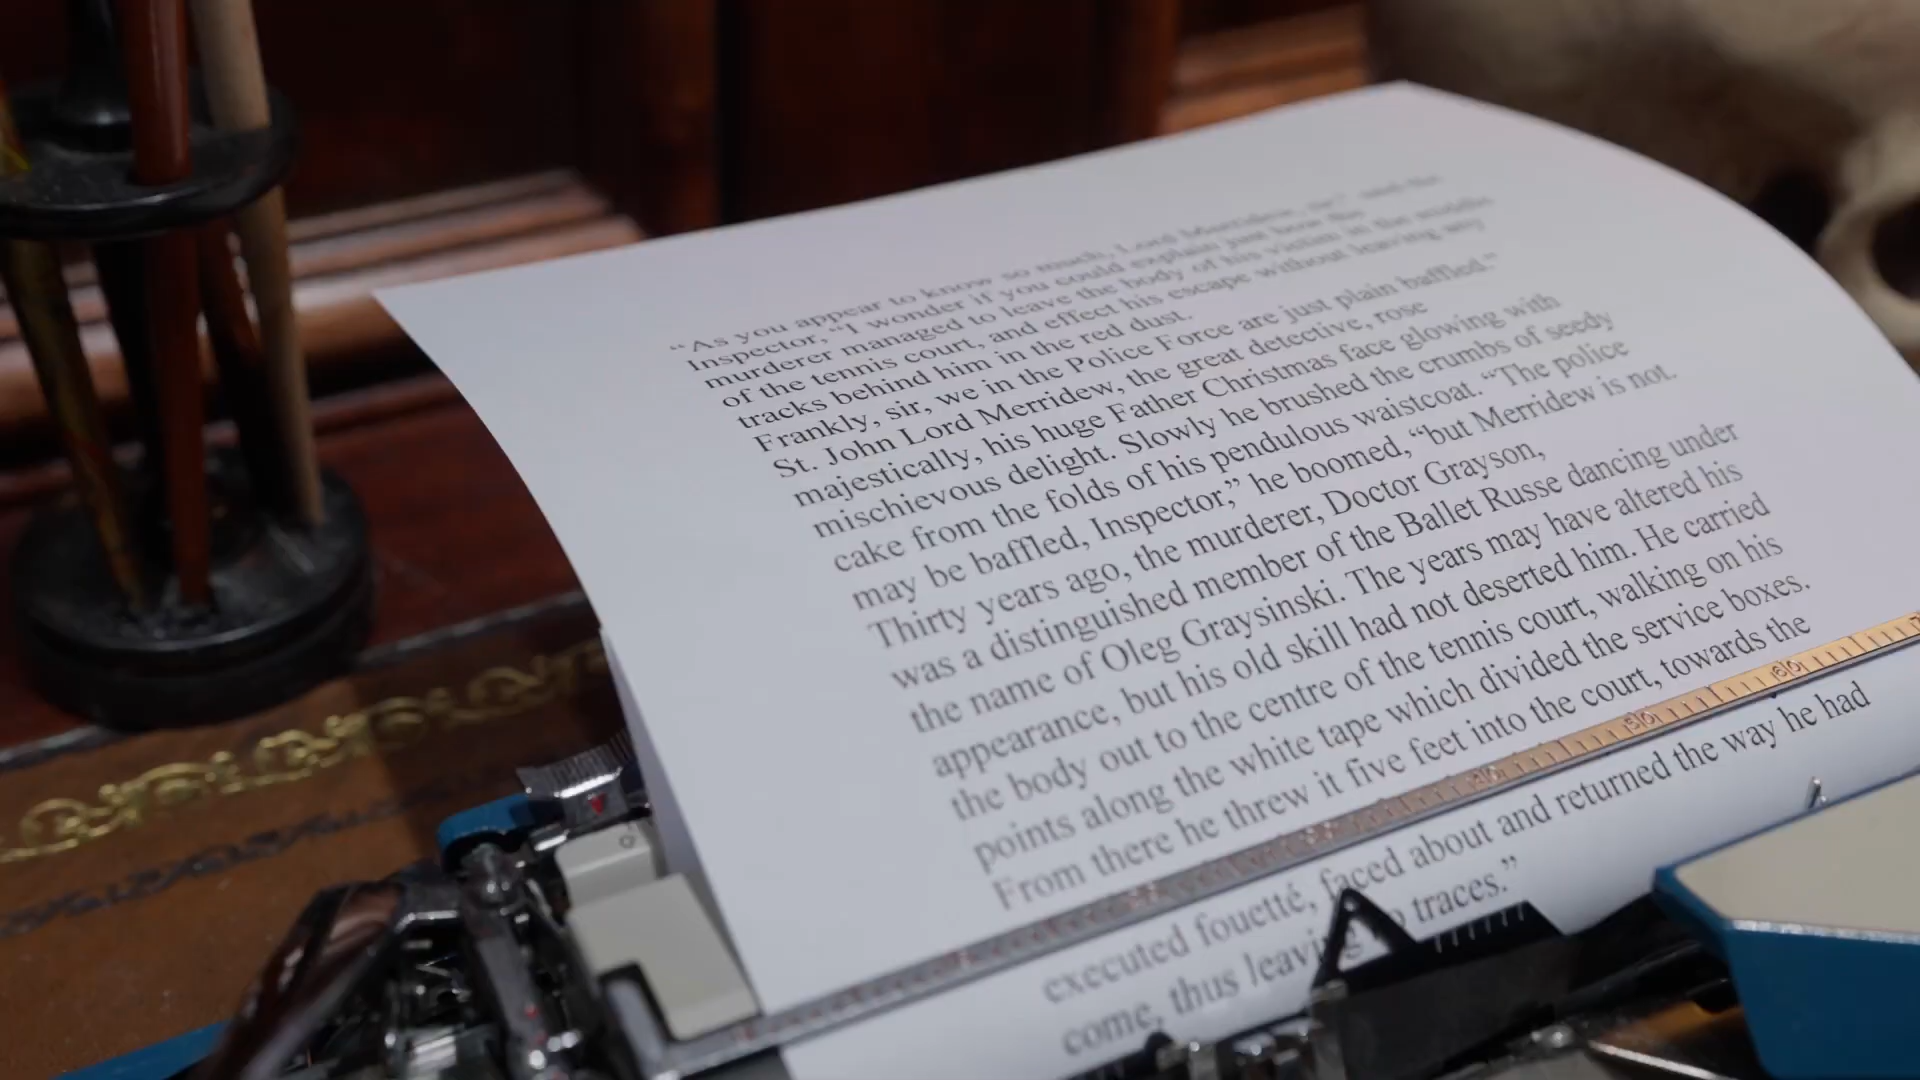 “As you appear to know so much, Lord Merridew, sir,” said the
Inspector, “I wonder if you could explain just how the
murderer managed to leave the body of his victim in the middle
of the tennis court, and effect his escape without leaving any
tracks behind him in the red dust.
Frankly, sir, we in the Police Force are just plain baffled.”
St. John Lord Merridew, the great detective, rose
majestically, his huge Father Christmas face glowing with
mischievous delight. Slowly he brushed the crumbs of seedy
cake from the folds of his pendulous waistcoat. “The police
may be baffled, Inspector,” he boomed, “but Merridew is not.
Thirty years ago, the murderer, Doctor Grayson,
was a distinguished member of the Ballet Russe dancing under
the name of Oleg Graysinski. The years may have altered his
appearance, but his old skill had not deserted him. He carried
the body out to the centre of the tennis court, walking on his
points along the white tape which divided the service boxes.
From there he threw it five feet into the court, towards the
executed fouetté, faced about and returned the way he had
come, thus leaving traces.”
50
60